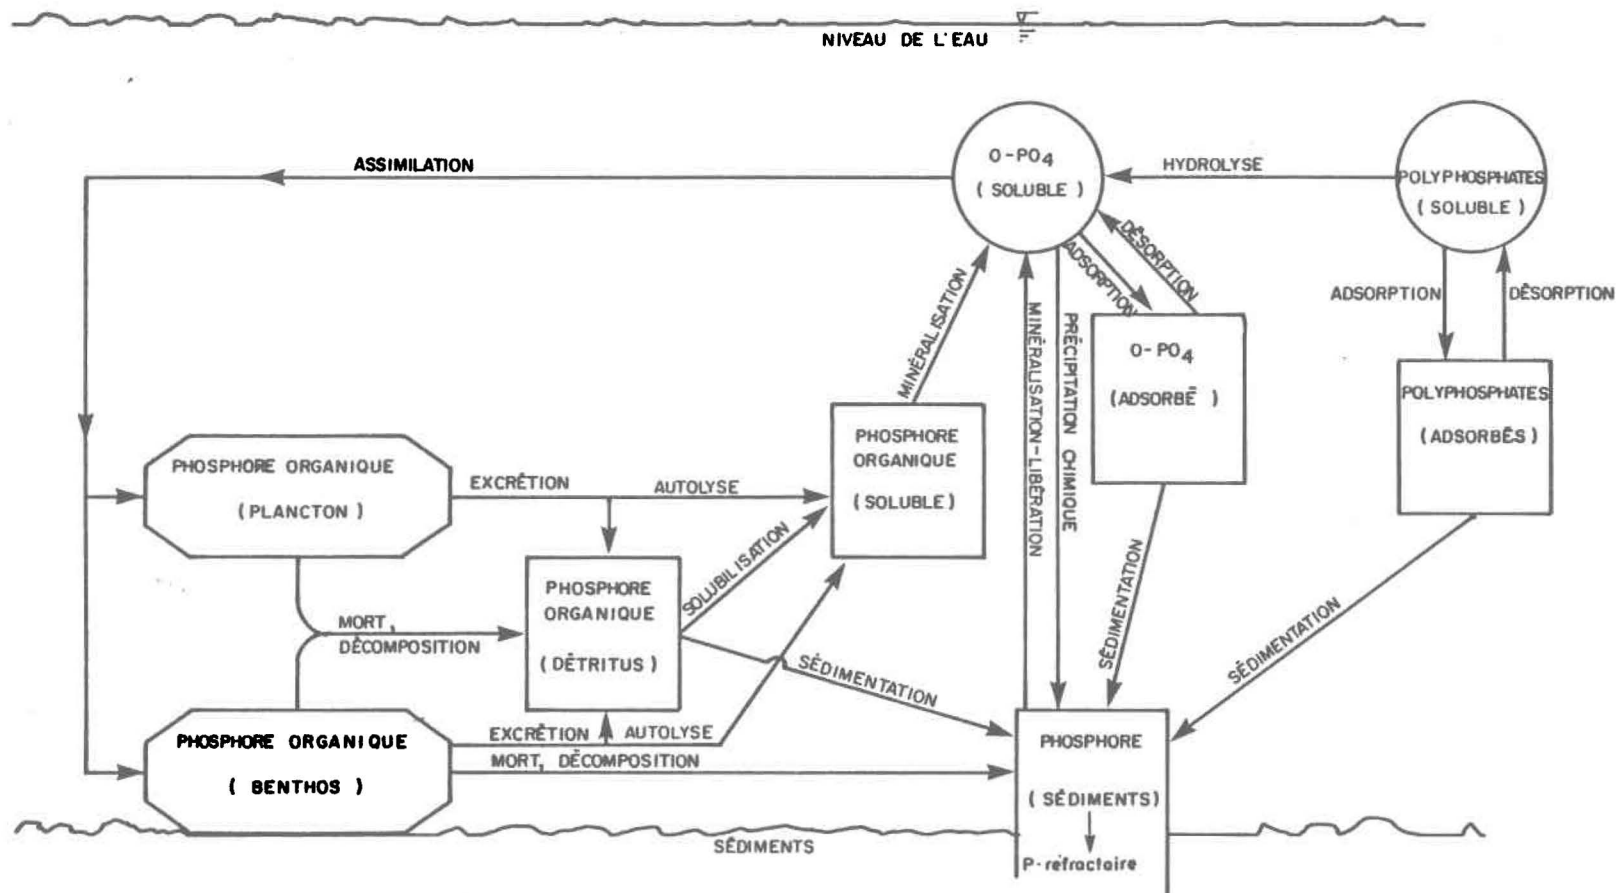 NIVEAU DE L'EAU
ASSIMILATION
O-PO4
(SOLUBLE)
HYDROLYSE
POLYPHOSPHATES
(SOLUBLE)
DÉSORPTION
ADSORPTION
ADSORPTION
DÉSORPTION
MINÉRALISATION
MINÉRALISATION-LIBÉRATION
PRÉCIPITATION CHIMIQUE
O-PO4
(ADSORBÉ)
POLYPHOSPHATES
(ADSORBÉS)
PHOSPHORE
ORGANIQUE
(SOLUBLE)
PHOSPHORE ORGANIQUE
(PLANCTON)
EXCRÉTION
AUTOLYSE
SOLUBILISATION
PHOSPHORE
ORGANIQUE
(DÉTRITUS)
MORT,
DÉCOMPOSITION
SÉDIMENTATION
SÉDIMENTATION
SÉDIMENTATION
PHOSPHORE ORGANIQUE
(BENTHOS)
EXCRÉTION
AUTOLYSE
MORT, DÉCOMPOSITION
PHOSPHORE
(SÉDIMENTS)
P-réfractaire
SÉDIMENTS